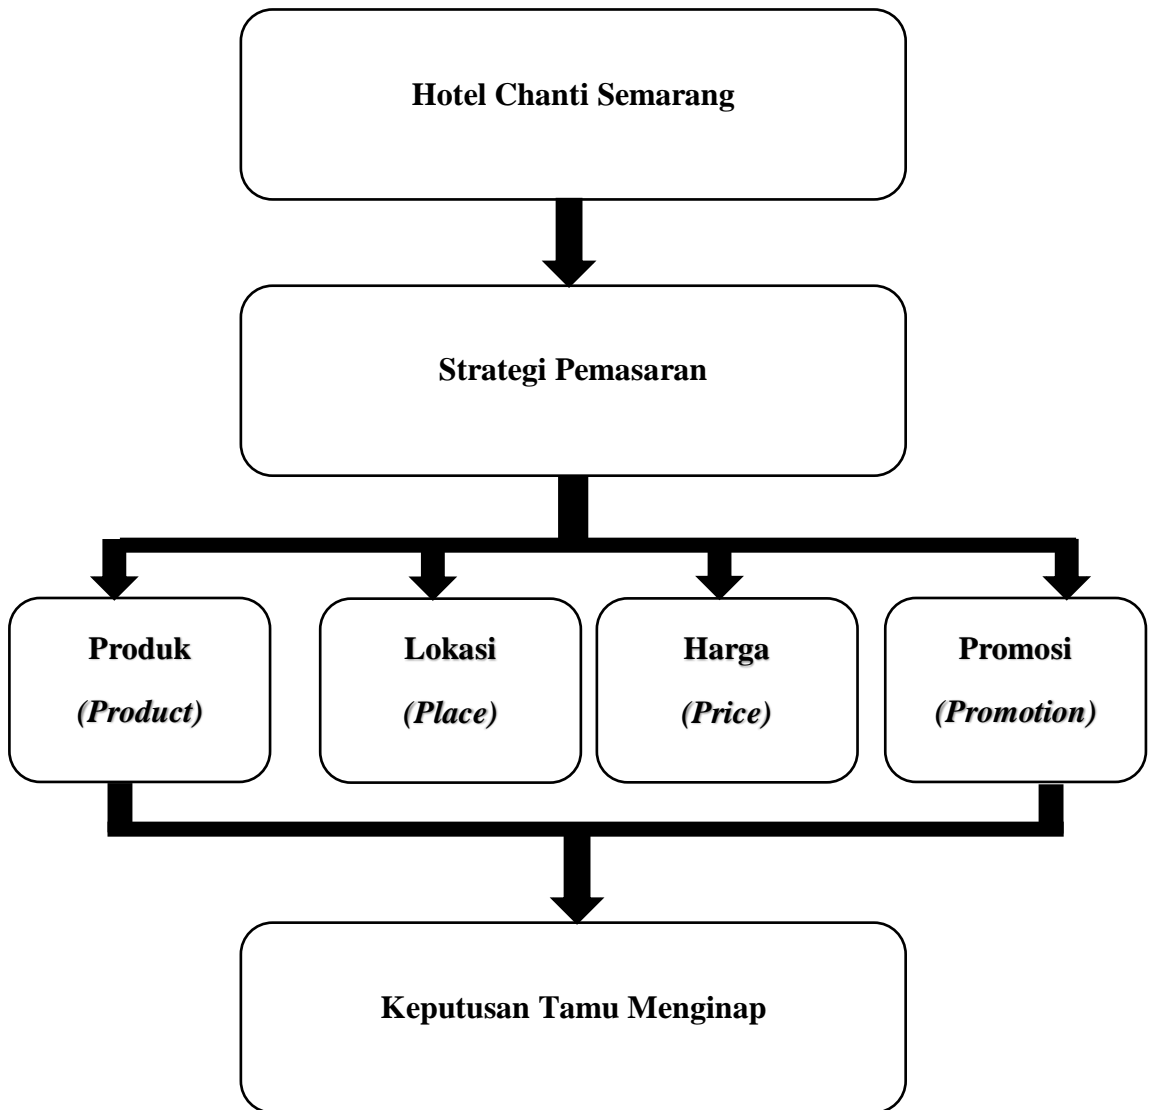 Hotel Chanti Semarang
Strategi Pemasaran
Produk
(Product)
Lokasi
(Place)
Harga
(Price)
Promosi
(Promotion)
Keputusan Tamu Menginap